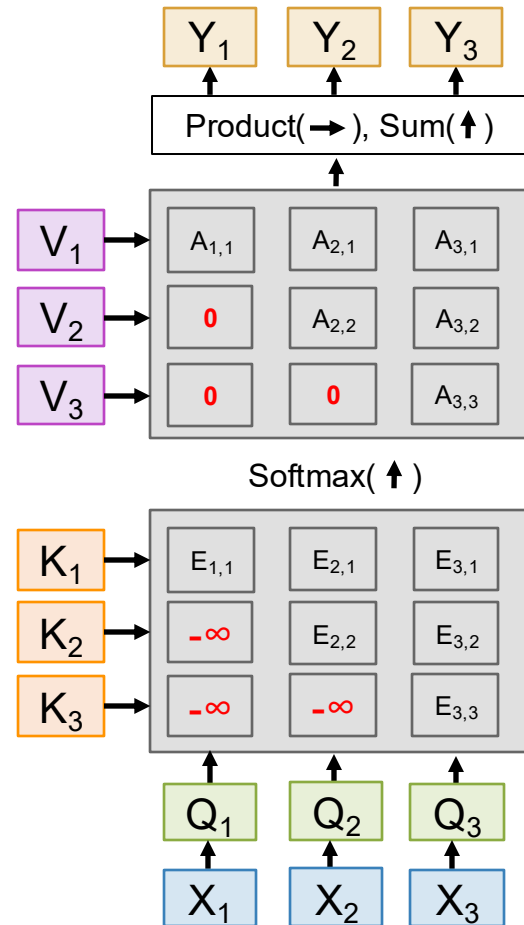 Y₁ Y₂ Y₃
Product(→), Sum(↑)
V₁ A₁,₁ A₂,₁ A₃,₁
V₂ 0 A₂,₂ A₃,₂
V₃ 0 0 A₃,₃
Softmax(↑)
K₁ E₁,₁ E₂,₁ E₃,₁
K₂ -∞ E₂,₂ E₃,₂
K₃ -∞ -∞ E₃,₃
Q₁ Q₂ Q₃
X₁ X₂ X₃